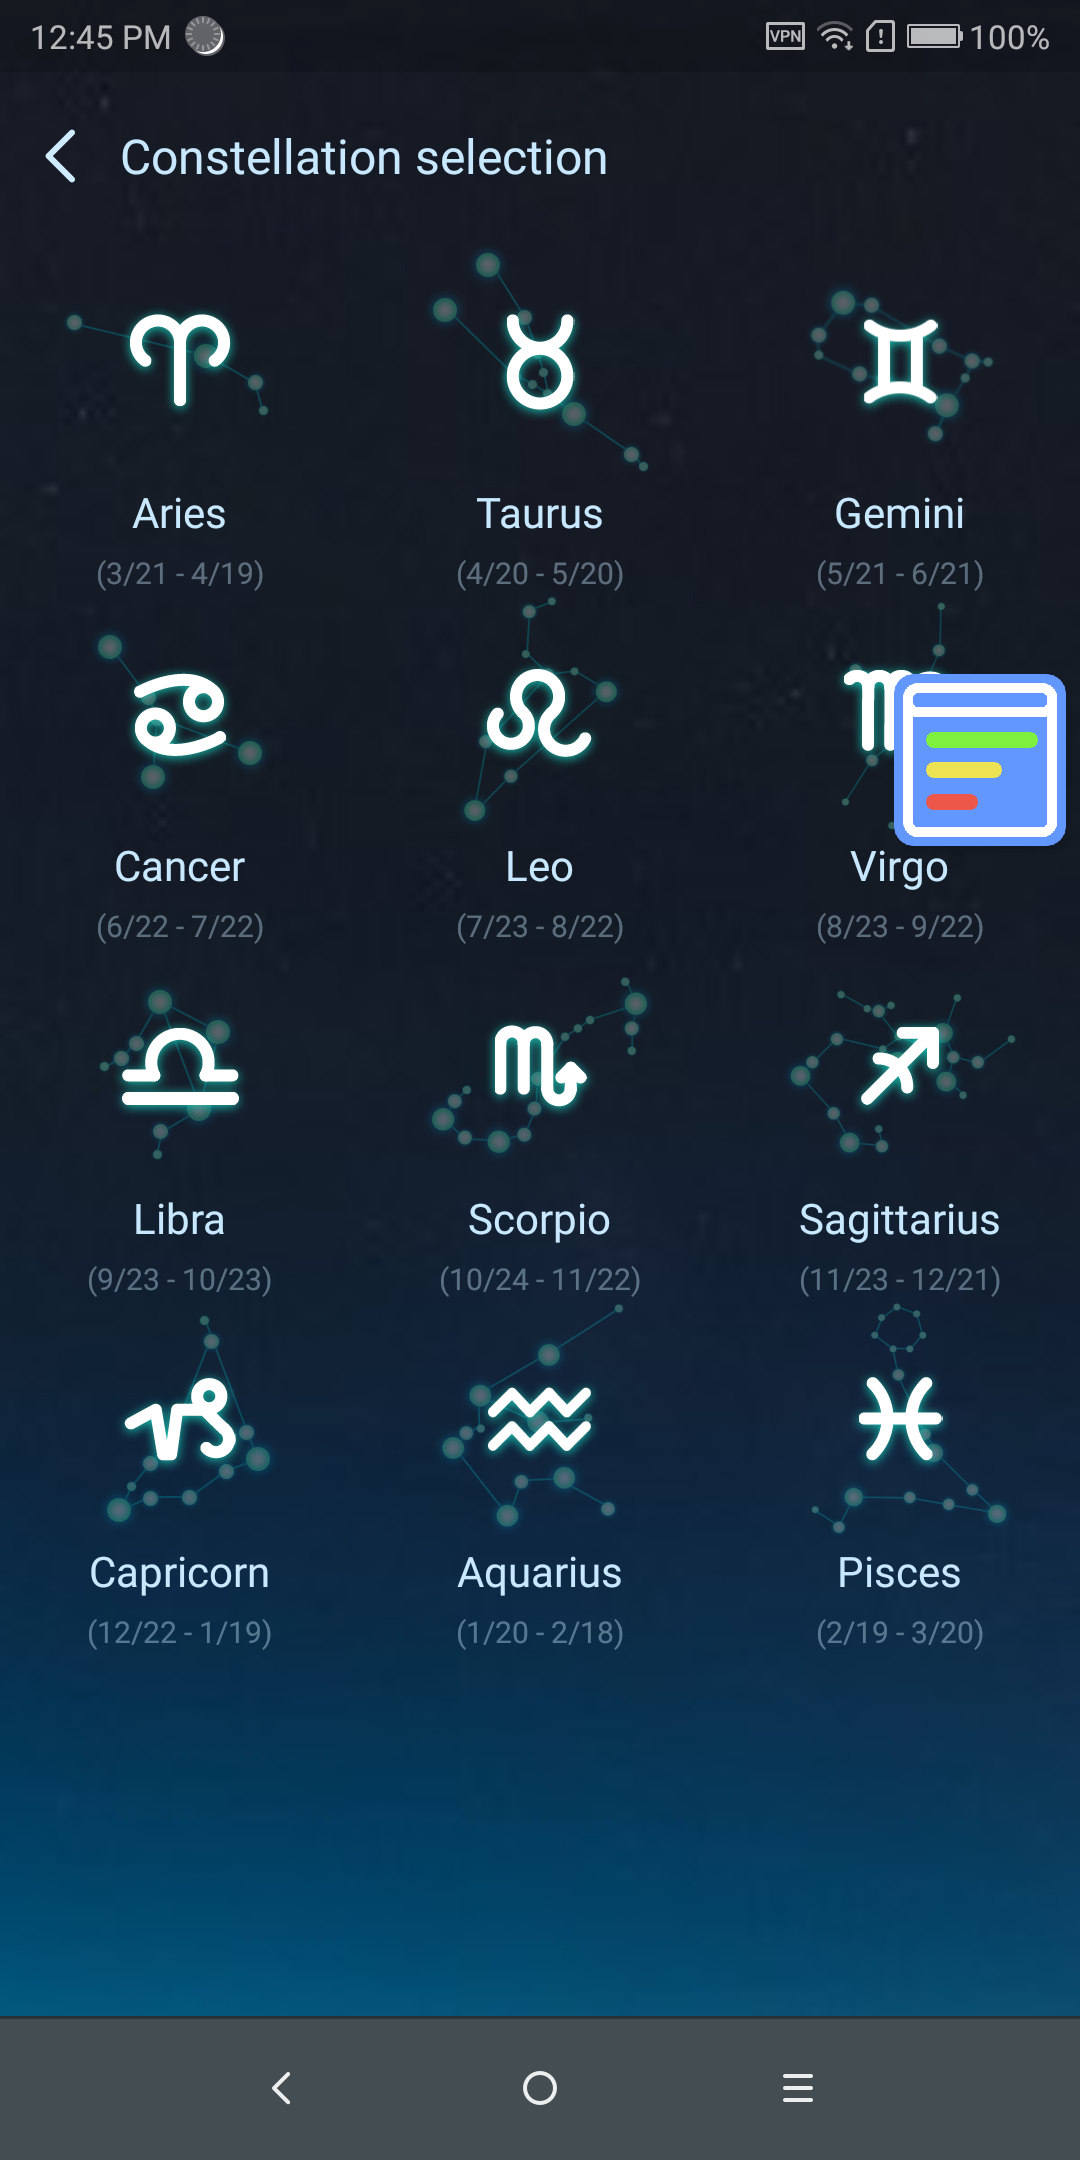 12:45 PM VPN 100%
Constellation selection
Aries Taurus Gemini
(3/21 - 4/19) (4/20 - 5/20) (5/21 - 6/21)
Cancer Leo Virgo
(6/22 - 7/22) (7/23 - 8/22) (8/23 - 9/22)
Libra Scorpio Sagittarius
(9/23 - 10/23) (10/24 - 11/22) (11/23 - 12/21)
Capricorn Aquarius Pisces
(12/22 - 1/19) (1/20 - 2/18) (2/19 - 3/20)